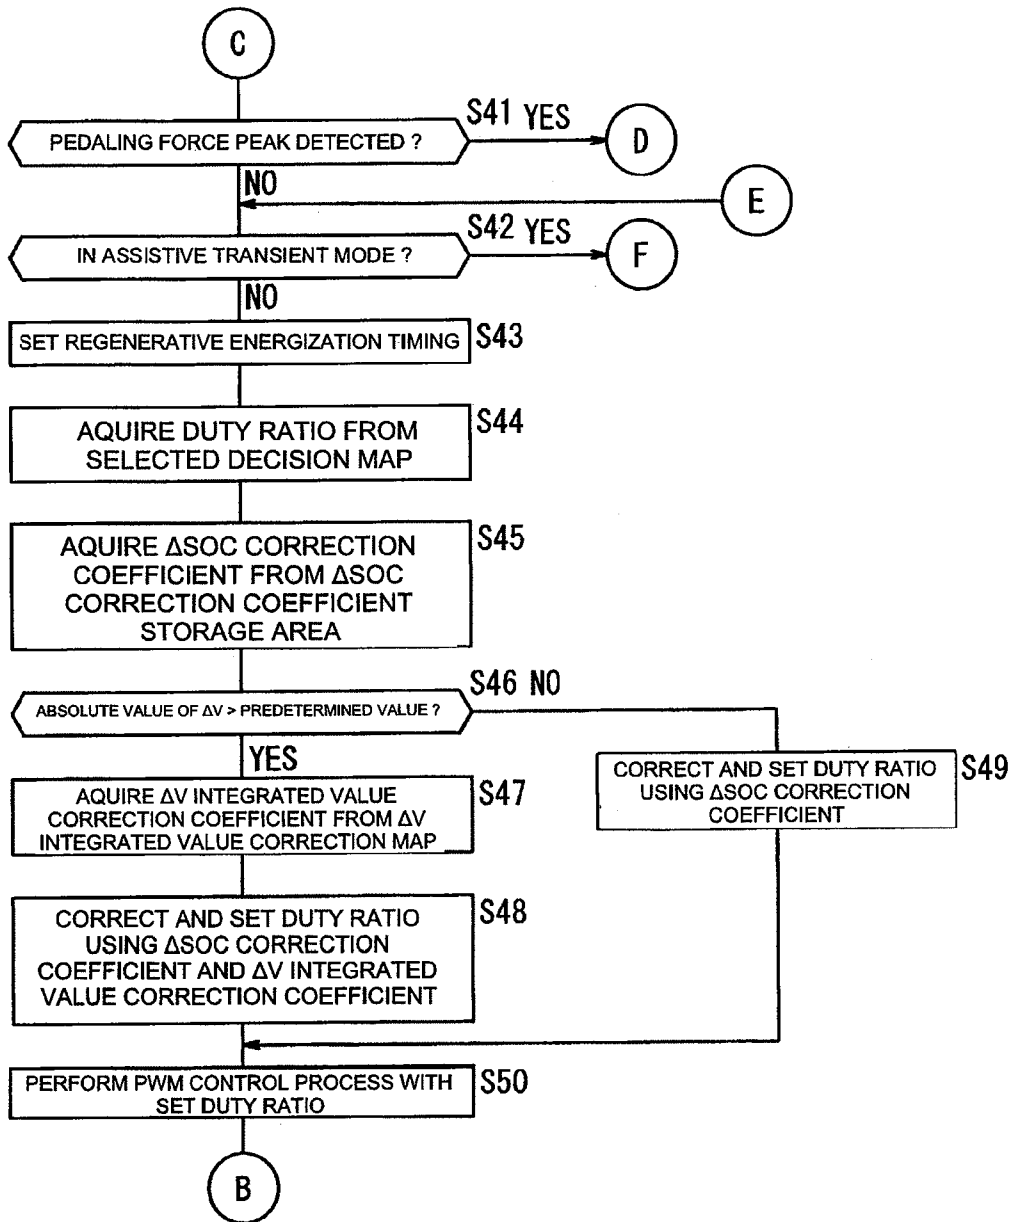 C
S41 YES
PEDALING FORCE PEAK DETECTED ?
D
NO
E
S42 YES
IN ASSISTIVE TRANSIENT MODE ?
F
NO
SET REGENERATIVE ENERGIZATION TIMING
S43
AQUIRE DUTY RATIO FROM
SELECTED DECISION MAP
S44
AQUIRE ΔSOC CORRECTION
COEFFICIENT FROM ΔSOC
CORRECTION COEFFICIENT
STORAGE AREA
S45
S46 NO
ABSOLUTE VALUE OF ΔV > PREDETERMINED VALUE ?
YES
AQUIRE ΔV INTEGRATED VALUE
CORRECTION COEFFICIENT FROM ΔV
INTEGRATED VALUE CORRECTION MAP
S47
CORRECT AND SET DUTY RATIO
USING ΔSOC CORRECTION
COEFFICIENT
S49
CORRECT AND SET DUTY RATIO
USING ΔSOC CORRECTION
COEFFICIENT AND ΔV INTEGRATED
VALUE CORRECTION COEFFICIENT
S48
PERFORM PWM CONTROL PROCESS WITH
SET DUTY RATIO
S50
B